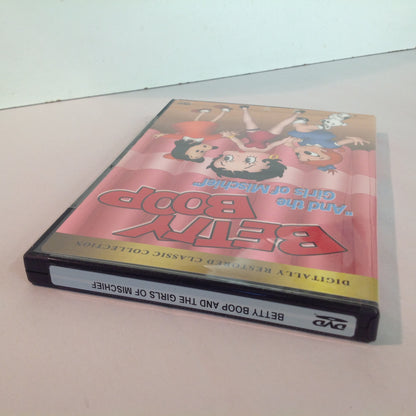 DIGITALLY RESTORED CLASSIC COLLECTION
BETTY
BOOP
"And the
Girls of Mischief"
DVD
BETTY BOOP AND THE GIRLS OF MISCHIEF